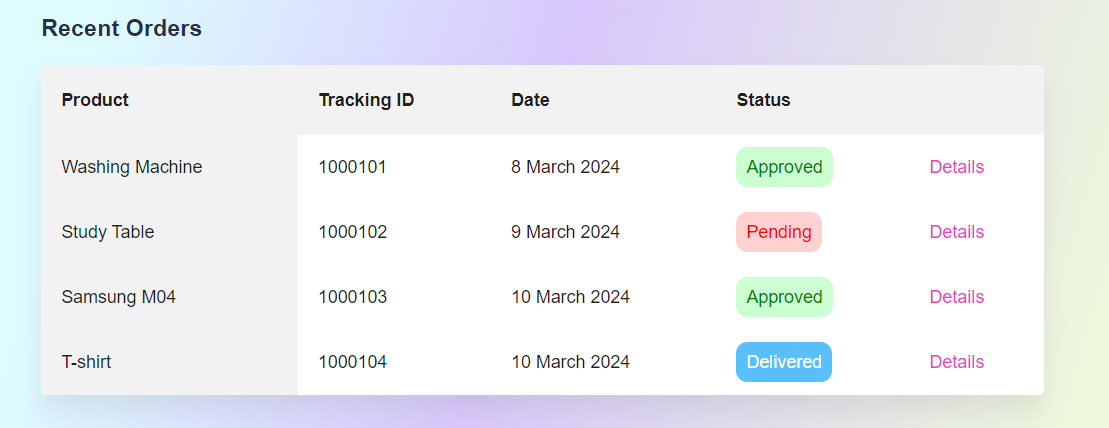 Recent Orders
Product Tracking ID Date Status
Washing Machine 1000101 8 March 2024 Approved Details
Study Table 1000102 9 March 2024 Pending Details
Samsung M04 1000103 10 March 2024 Approved Details
T-shirt 1000104 10 March 2024 Delivered Details